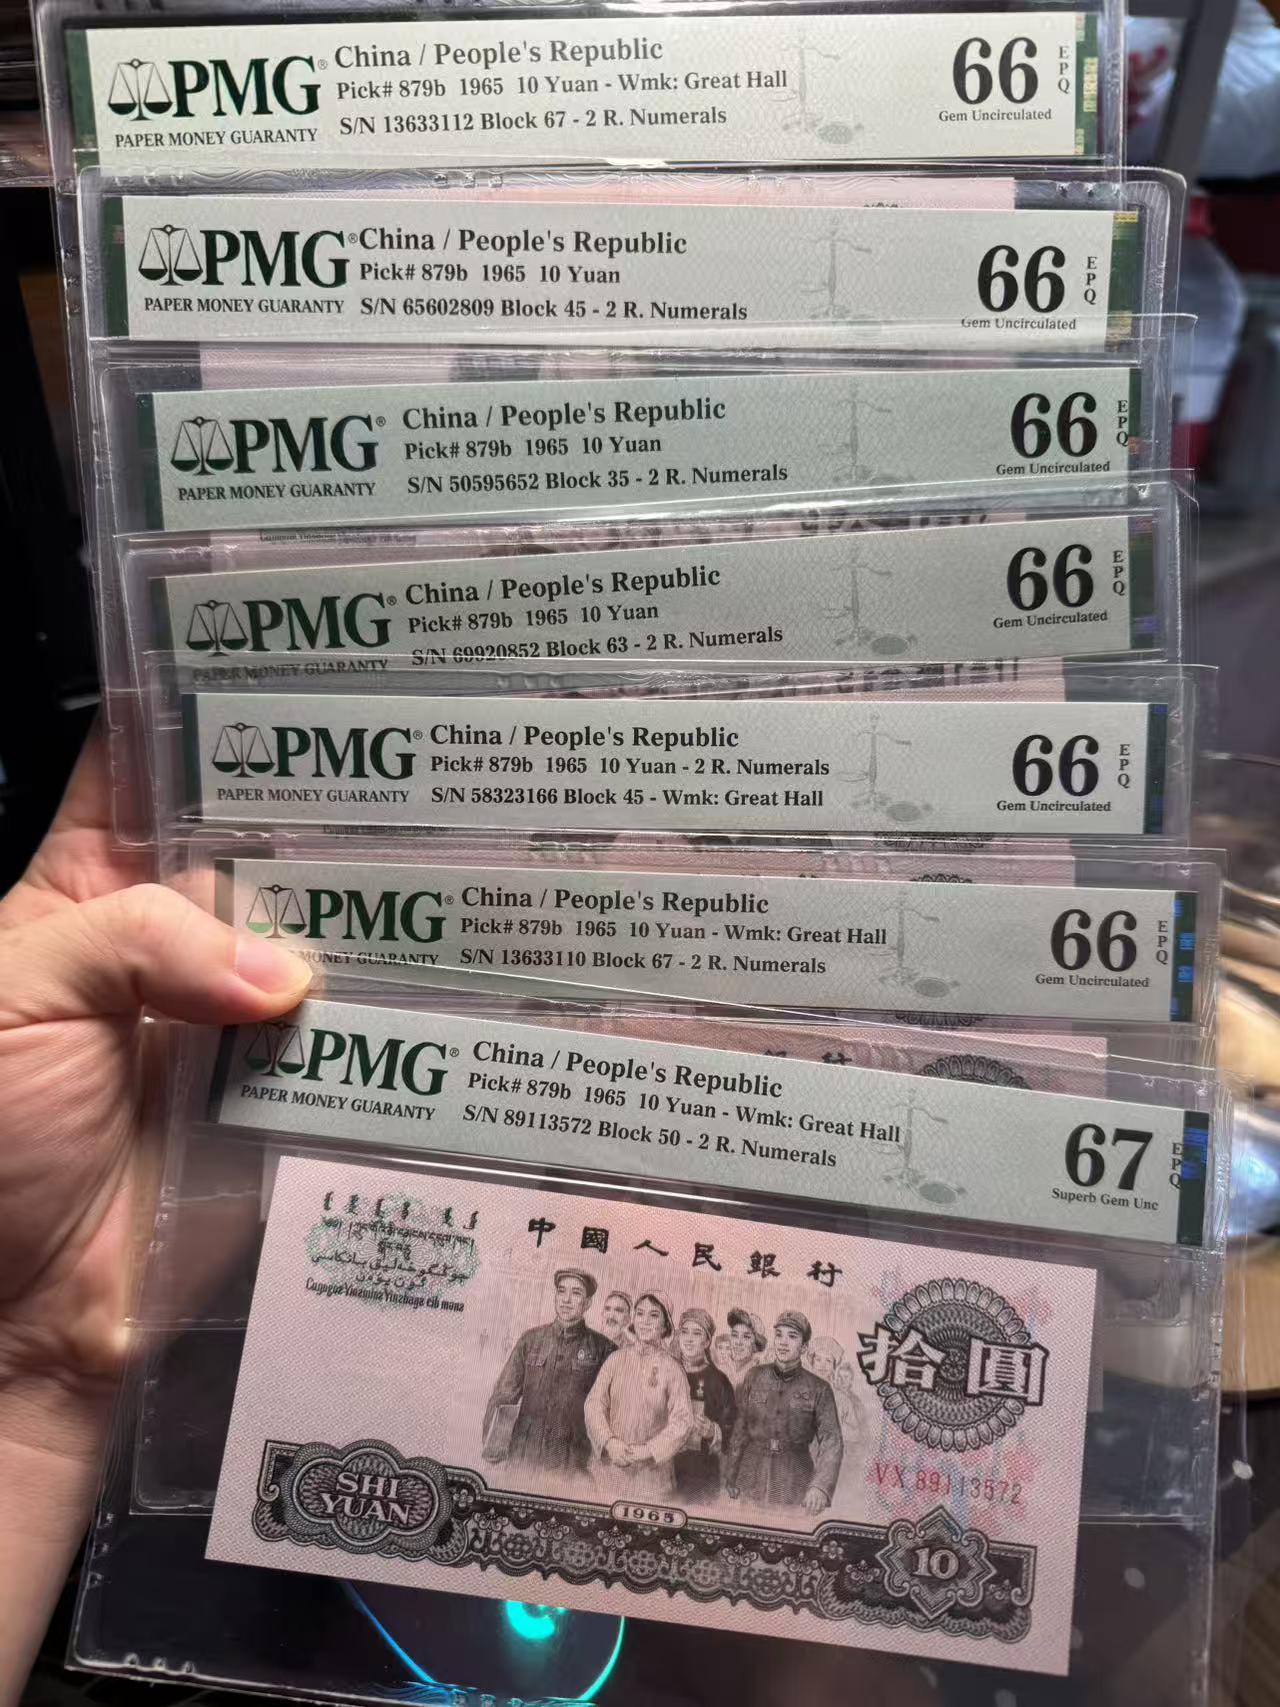 PMG®
PAPER MONEY GUARANTY
China / People's Republic
Pick# 879b 1965 10 Yuan - Wmk: Great Hall
S/N 13633112 Block 67 - 2 R. Numerals
66
EPQ
Gem Uncirculated
PMG®
PAPER MONEY GUARANTY
China / People's Republic
Pick# 879b 1965 10 Yuan
S/N 65602809 Block 45 - 2 R. Numerals
66
EPQ
Gem Uncirculated
PMG®
PAPER MONEY GUARANTY
China / People's Republic
Pick# 879b 1965 10 Yuan
S/N 50595652 Block 35 - 2 R. Numerals
66
EPQ
Gem Uncirculated
PMG®
PAPER MONEY GUARANTY
China / People's Republic
Pick# 879b 1965 10 Yuan
S/N 69920852 Block 63 - 2 R. Numerals
66
EPQ
Gem Uncirculated
PMG®
PAPER MONEY GUARANTY
China / People's Republic
Pick# 879b 1965 10 Yuan - 2 R. Numerals
S/N 58323166 Block 45 - Wmk: Great Hall
66
EPQ
Gem Uncirculated
PMG®
MONEY GUARANTY
China / People's Republic
Pick# 879b 1965 10 Yuan - Wmk: Great Hall
S/N 13633110 Block 67 - 2 R. Numerals
66
EPQ
Gem Uncirculated
PMG®
PAPER MONEY GUARANTY
China / People's Republic
Pick# 879b 1965 10 Yuan - Wmk: Great Hall
S/N 89113572 Block 50 - 2 R. Numerals
67
EPQ
Superb Gem Unc
中國人民銀行
拾圓
VX 89113572
SHI
YUAN
1965
10